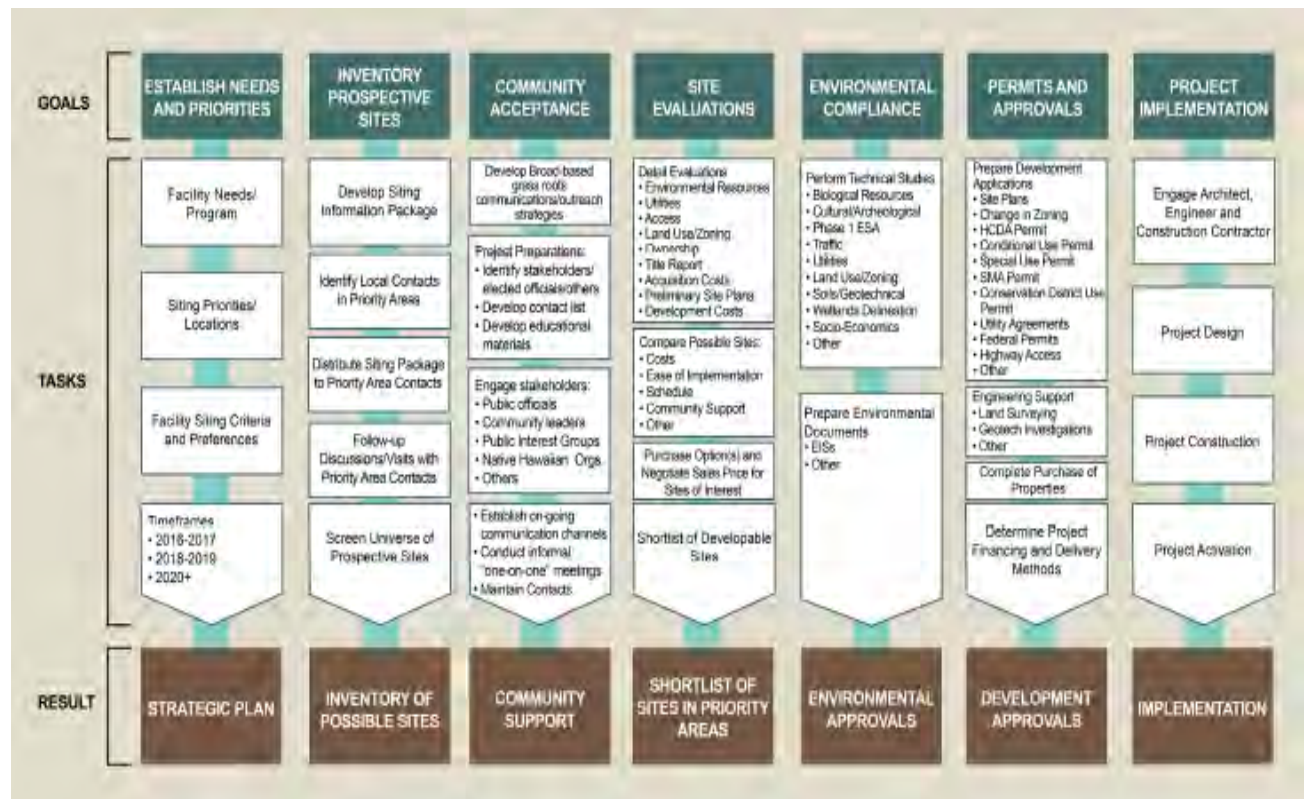 GOALS
ESTABLISH NEEDS
AND PRIORITIES
INVENTORY
PROSPECTIVE
SITES
COMMUNITY
ACCEPTANCE
SITE
EVALUATIONS
ENVIRONMENTAL
COMPLIANCE
PERMITS AND
APPROVALS
PROJECT
IMPLEMENTATION
TASKS
Facility Needs/
Program
Siting Priorities/
Locations
Facility Siting Criteria
and Preferences
Timeframes
• 2016-2017
• 2018-2019
• 2020+
Develop Siting
Information Package
Identify Local Contacts
in Priority Areas
Distribute Siting Package
to Priority Area Contacts
Follow-up
Discussions/Visits with
Priority Area Contacts
Screen Universe of
Prospective Sites
Develop Broad-based
grass roots
communications/outreach
strategies
Project Preparations:
• Identify stakeholders/
elected officials/others
• Develop contact list
• Develop educational
materials
Engage stakeholders:
• Public officials
• Community leaders
• Public Interest Groups
• Native Hawaiian Orgs.
• Others
• Establish on-going
communication channels
• Conduct informal
"one-on-one" meetings
• Maintain Contacts
Detail Evaluations
• Environmental Resources
• Utilities
• Access
• Land Use/Zoning
• Ownership
• Title Report
• Acquisition Costs
• Preliminary Site Plans
• Development Costs
Compare Possible Sites:
• Costs
• Ease of Implementation
• Schedule
• Community Support
• Other
Purchase Option(s) and
Negotiate Sales Price for
Sites of Interest
Shortlist of Developable
Sites
Perform Technical Studies
• Biological Resources
• Cultural/Archeological
• Phase 1 ESA
• Traffic
• Utilities
• Land Use/Zoning
• Soils/Geotechnical
• Wetlands Delineation
• Socio-Economics
• Other
Prepare Environmental
Documents
• EISs
• Other
Prepare Development
Applications
• Site Plans
• Change in Zoning
• HCDA Permit
• Conditional Use Permit
• Special Use Permit
• SMA Permit
• Conservation District Use
Permit
• Utility Agreements
• Federal Permits
• Highway Access
• Other
Engineering Support
• Land Surveying
• Geotech Investigations
• Other
Complete Purchase of
Properties
Determine Project
Financing and Delivery
Methods
Engage Architect,
Engineer and
Construction Contractor
Project Design
Project Construction
Project Activation
RESULT
STRATEGIC PLAN
INVENTORY OF
POSSIBLE SITES
COMMUNITY
SUPPORT
SHORTLIST OF
SITES IN PRIORITY
AREAS
ENVIRONMENTAL
APPROVALS
DEVELOPMENT
APPROVALS
IMPLEMENTATION